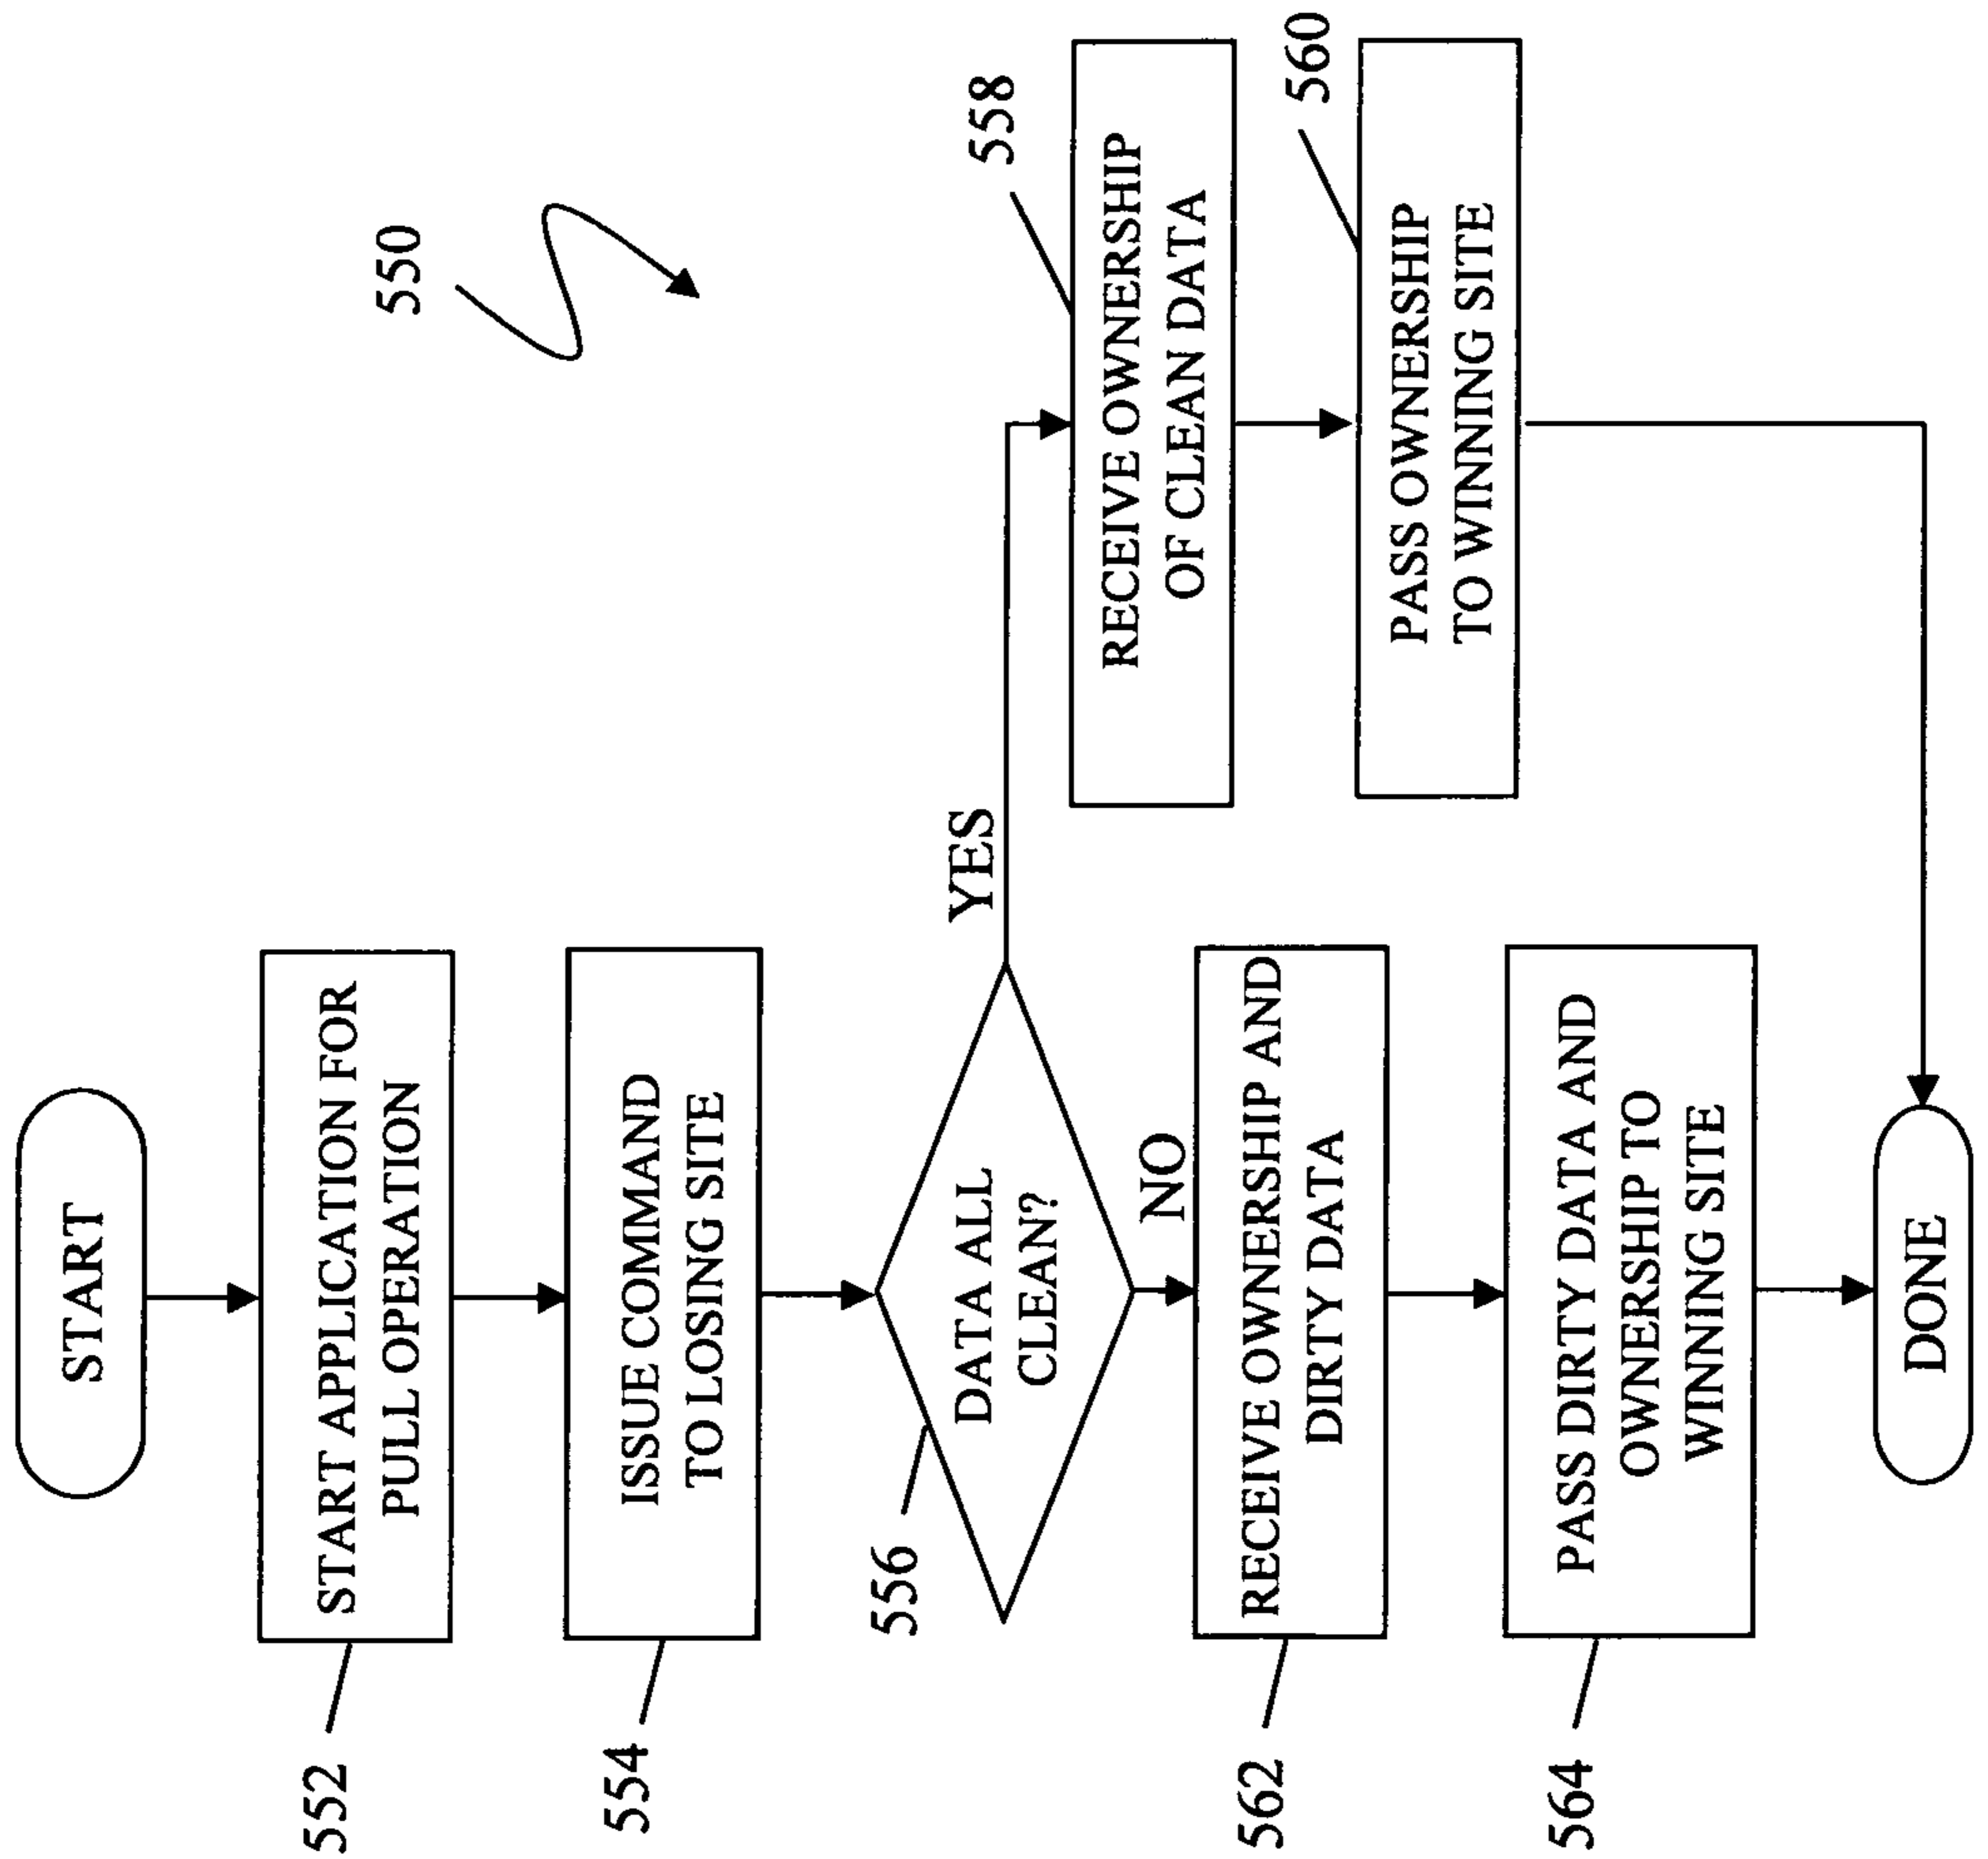 START
550
552
START APPLICATION FOR
PULL OPERATION
554
ISSUE COMMAND
TO LOSING SITE
556
DATA ALL
CLEAN?
YES
558
RECEIVE OWNERSHIP
OF CLEAN DATA
560
PASS OWNERSHIP
TO WINNING SITE
NO
562
RECEIVE OWNERSHIP AND
DIRTY DATA
564
PASS DIRTY DATA AND
OWNERSHIP TO
WINNING SITE
DONE